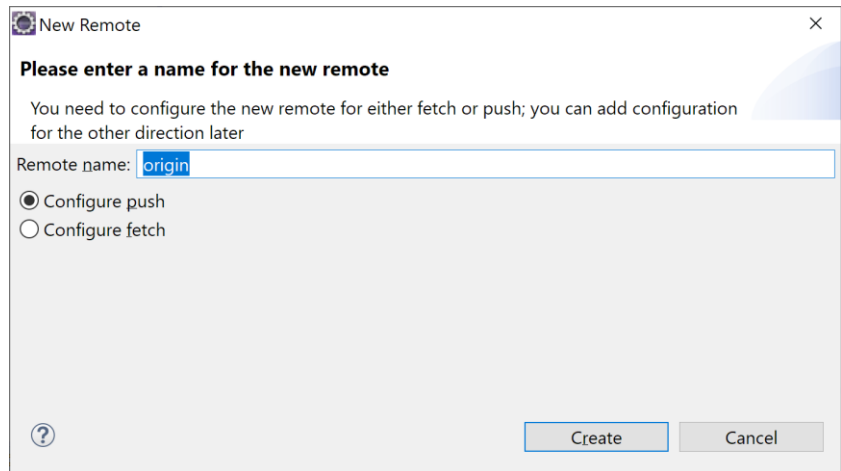 New Remote
Please enter a name for the new remote
You need to configure the new remote for either fetch or push; you can add configuration
for the other direction later
Remote name: origin
Configure push
Configure fetch
?
Create
Cancel